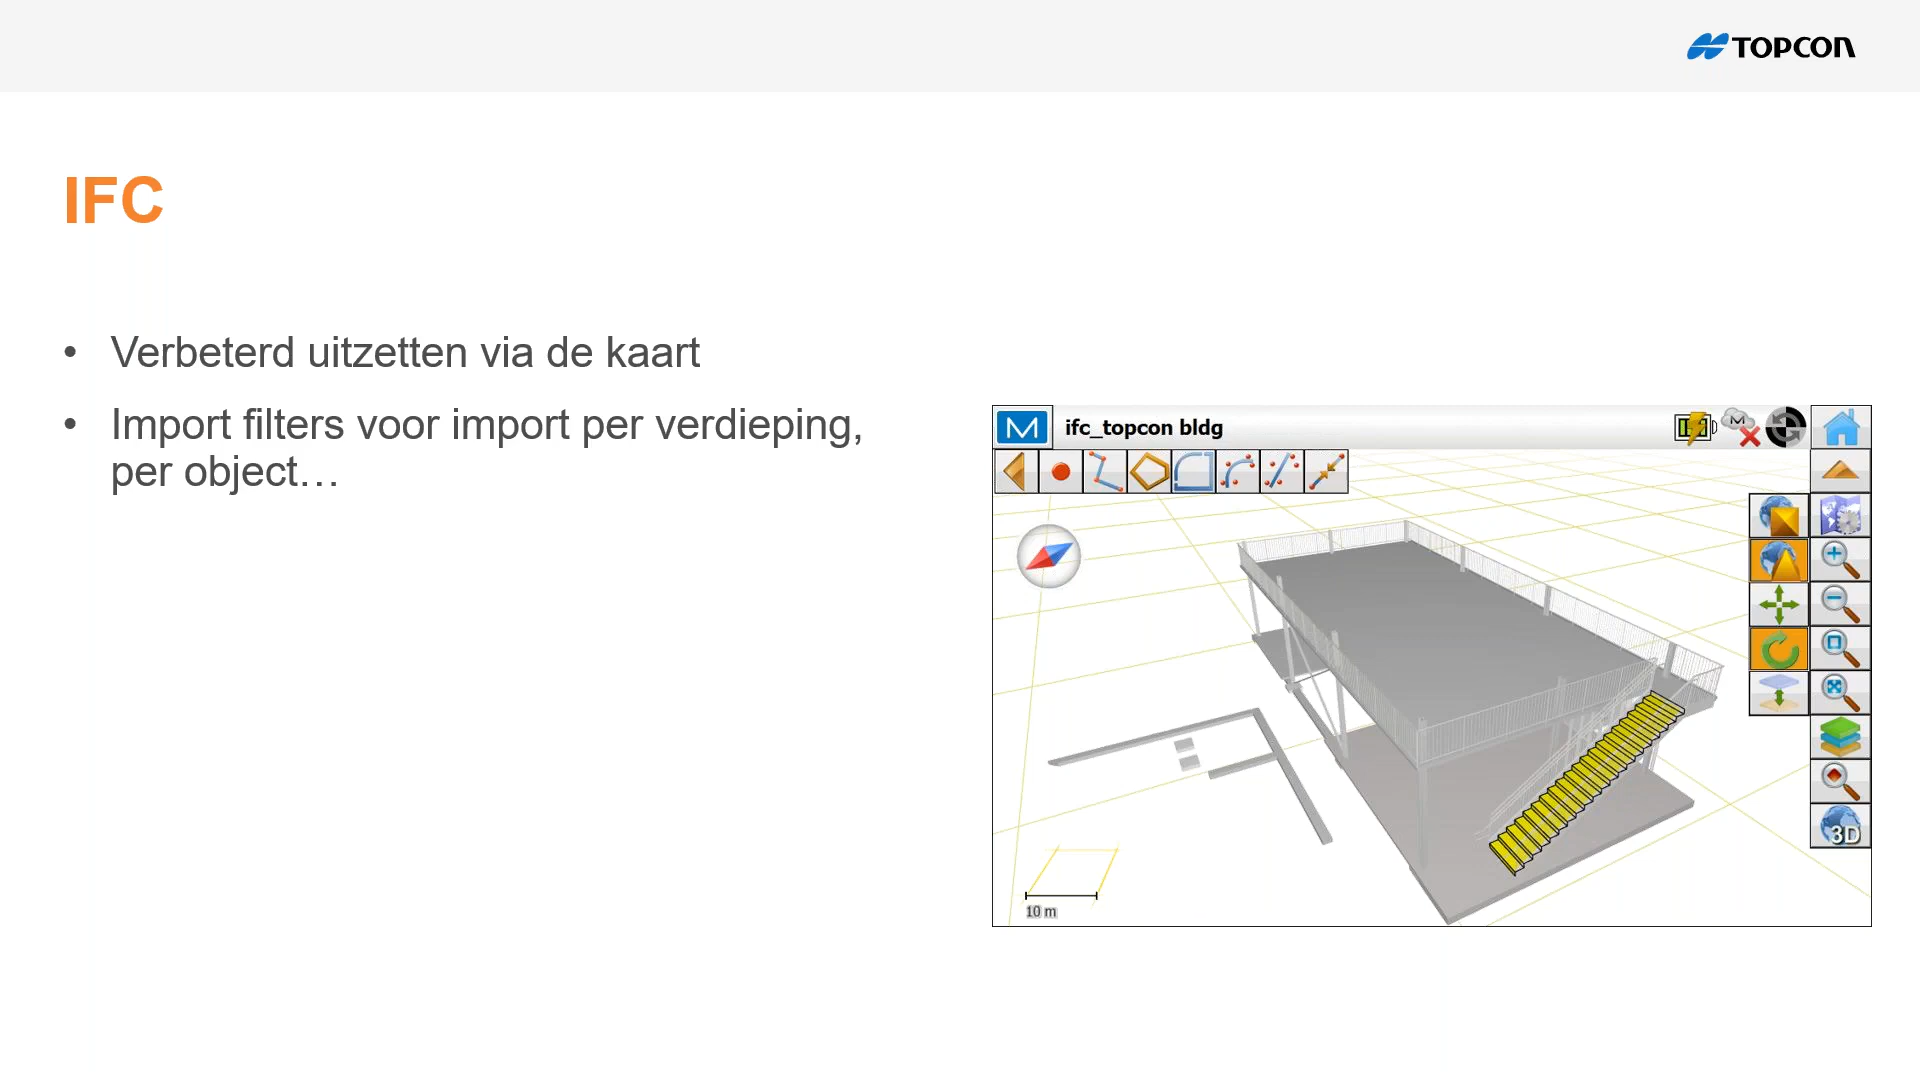 TOPCON
IFC
• Verbeterd uitzetten via de kaart
• Import filters voor import per verdieping,
per object…
M
ifc_topcon bldg
M
3D
10 m